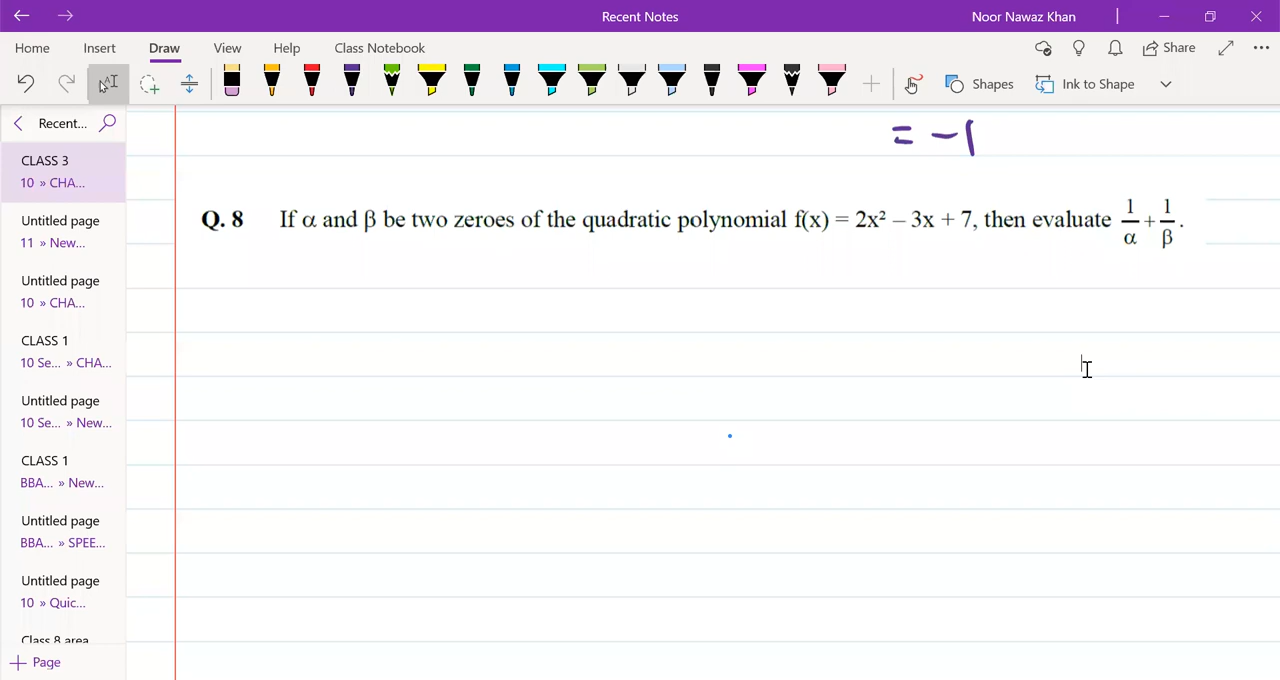 Recent Notes
Noor Nawaz Khan
Home Insert Draw View Help Class Notebook Share
Shapes Ink to Shape
Recent...
CLASS 3
10 » CHA...
Untitled page
11 » New...
Untitled page
10 » CHA...
CLASS 1
10 Se... » CHA...
Untitled page
10 Se... » New...
CLASS 1
BBA... » New...
Untitled page
BBA... » SPEE...
Untitled page
10 » Quic...
Class 8 area
Page
= -1
Q. 8 If α and β be two zeroes of the quadratic polynomial f(x) = 2x² – 3x + 7, then evaluate 1/α + 1/β.